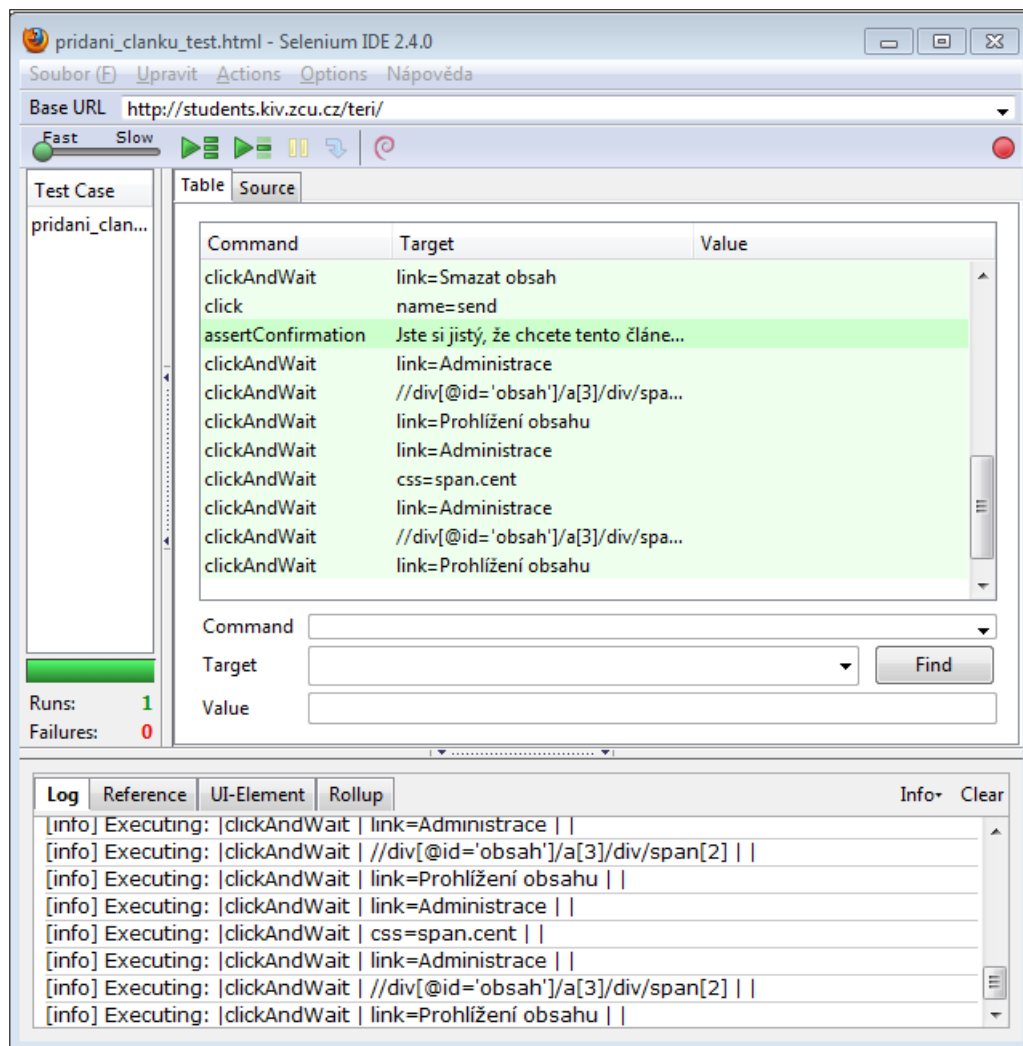 pridani_clanku_test.html - Selenium IDE 2.4.0
Soubor (F) Upravit Actions Options Nápověda
Base URL http://students.kiv.zcu.cz/teri/
Fast Slow
Test Case
pridani_clan...
Table Source
Command Target Value
clickAndWait link=Smazat obsah
click name=send
assertConfirmation Jste si jistý, že chcete tento článe...
clickAndWait link=Administrace
clickAndWait //div[@id='obsah']/a[3]/div/spa...
clickAndWait link=Prohlížení obsahu
clickAndWait link=Administrace
clickAndWait css=span.cent
clickAndWait link=Administrace
clickAndWait //div[@id='obsah']/a[3]/div/spa...
clickAndWait link=Prohlížení obsahu
Command
Target Find
Value
Runs: 1
Failures: 0
Log Reference UI-Element Rollup Info Clear
[info] Executing: |clickAndWait | link=Administrace | |
[info] Executing: |clickAndWait | //div[@id='obsah']/a[3]/div/span[2] | |
[info] Executing: |clickAndWait | link=Prohlížení obsahu | |
[info] Executing: |clickAndWait | link=Administrace | |
[info] Executing: |clickAndWait | css=span.cent | |
[info] Executing: |clickAndWait | link=Administrace | |
[info] Executing: |clickAndWait | //div[@id='obsah']/a[3]/div/span[2] | |
[info] Executing: |clickAndWait | link=Prohlížení obsahu | |